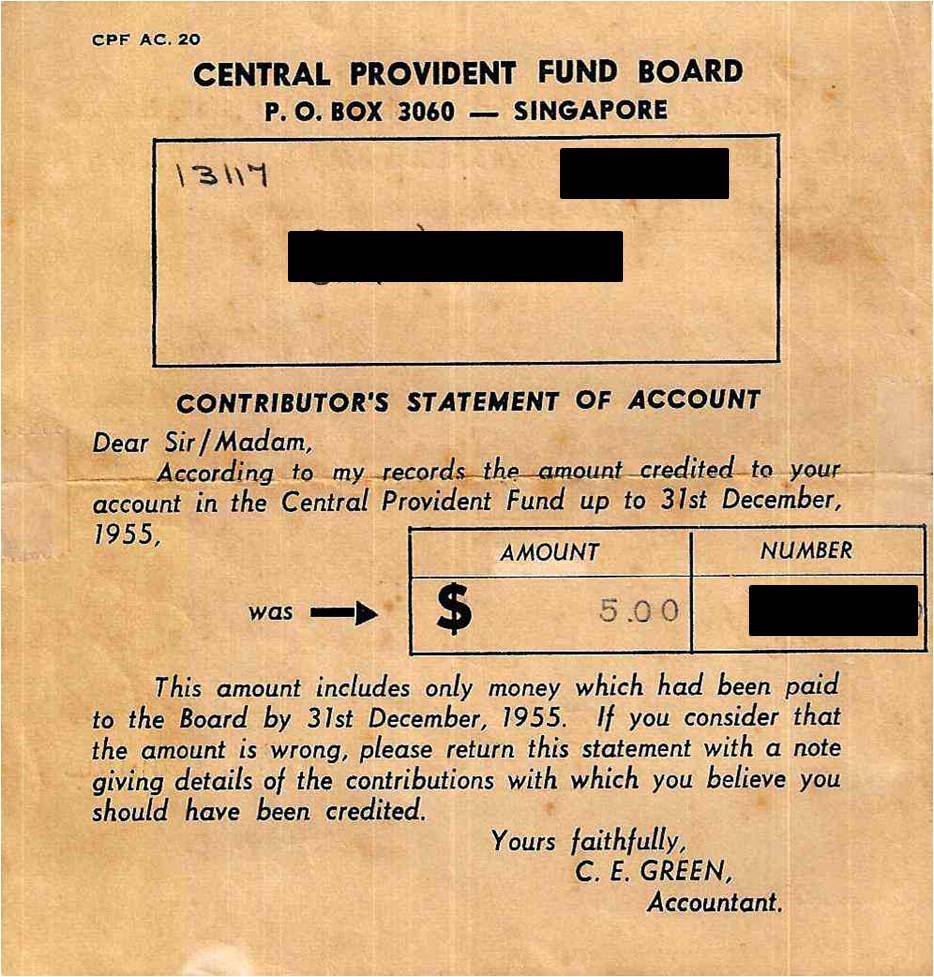 CPF AC. 20
CENTRAL PROVIDENT FUND BOARD
P. O. BOX 3060 — SINGAPORE
13117
CONTRIBUTOR'S STATEMENT OF ACCOUNT
Dear Sir/Madam,
According to my records the amount credited to your
account in the Central Provident Fund up to 31st December,
1955,
AMOUNT NUMBER
was $ 5.00
This amount includes only money which had been paid
to the Board by 31st December, 1955. If you consider that
the amount is wrong, please return this statement with a note
giving details of the contributions with which you believe you
should have been credited.
Yours faithfully,
C. E. GREEN,
Accountant.